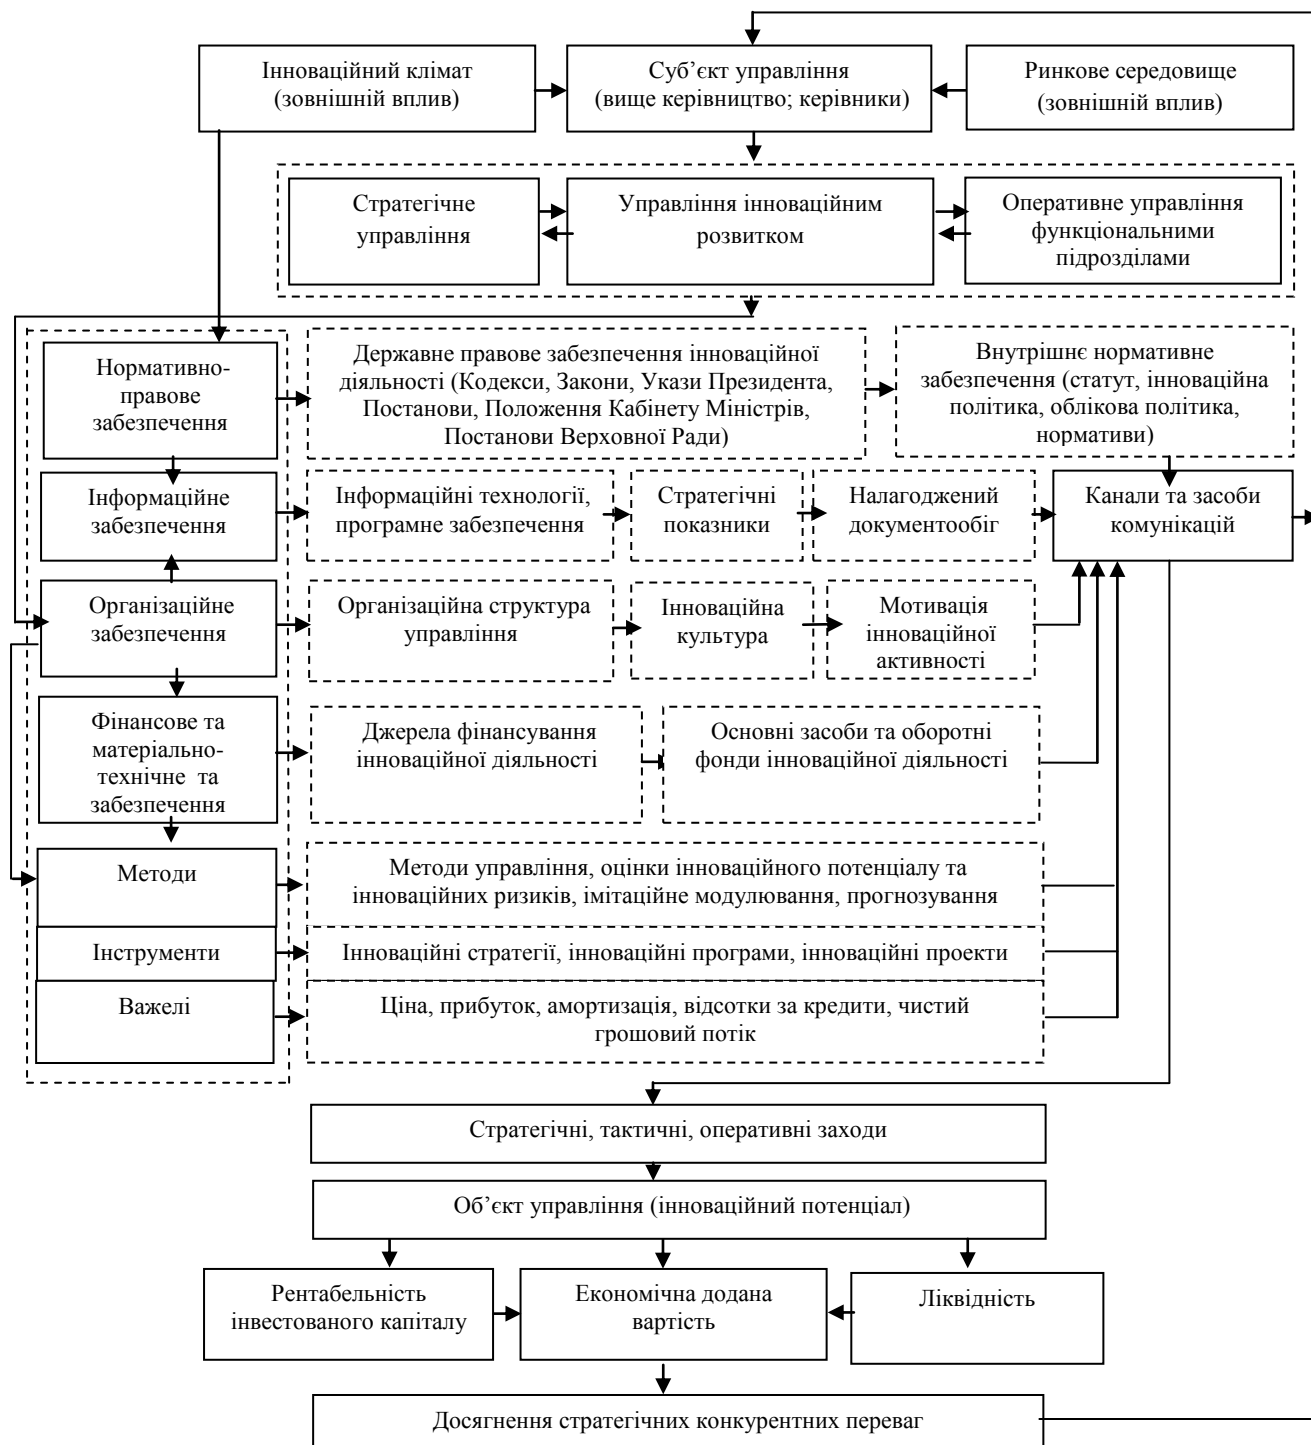 Інноваційний клімат
(зовнішній вплив)
Суб’єкт управління
(вище керівництво; керівники)
Ринкове середовище
(зовнішній вплив)
Стратегічне
управління
Управління інноваційним
розвитком
Оперативне управління
функціональними
підрозділами
Нормативно-
правове
забезпечення
Державне правове забезпечення інноваційної
діяльності (Кодекси, Закони, Укази Президента,
Постанови, Положення Кабінету Міністрів,
Постанови Верховної Ради)
Внутрішнє нормативне
забезпечення (статут, інноваційна
політика, облікова політика,
нормативи)
Інформаційне
забезпечення
Інформаційні технології,
програмне забезпечення
Стратегічні
показники
Налагоджений
документообіг
Канали та засоби
комунікацій
Організаційне
забезпечення
Організаційна структура
управління
Інноваційна
культура
Мотивація
інноваційної
активності
Фінансове та
матеріально-
технічне та
забезпечення
Джерела фінансування
інноваційної діяльності
Основні засоби та оборотні
фонди інноваційної діяльності
Методи
Методи управління, оцінки інноваційного потенціалу та
інноваційних ризиків, імітаційне модулювання, прогнозування
Інструменти
Інноваційні стратегії, інноваційні програми, інноваційні проекти
Важелі
Ціна, прибуток, амортизація, відсотки за кредити, чистий
грошовий потік
Стратегічні, тактичні, оперативні заходи
Об’єкт управління (інноваційний потенціал)
Рентабельність
інвестованого капіталу
Економічна додана
вартість
Ліквідність
Досягнення стратегічних конкурентних переваг